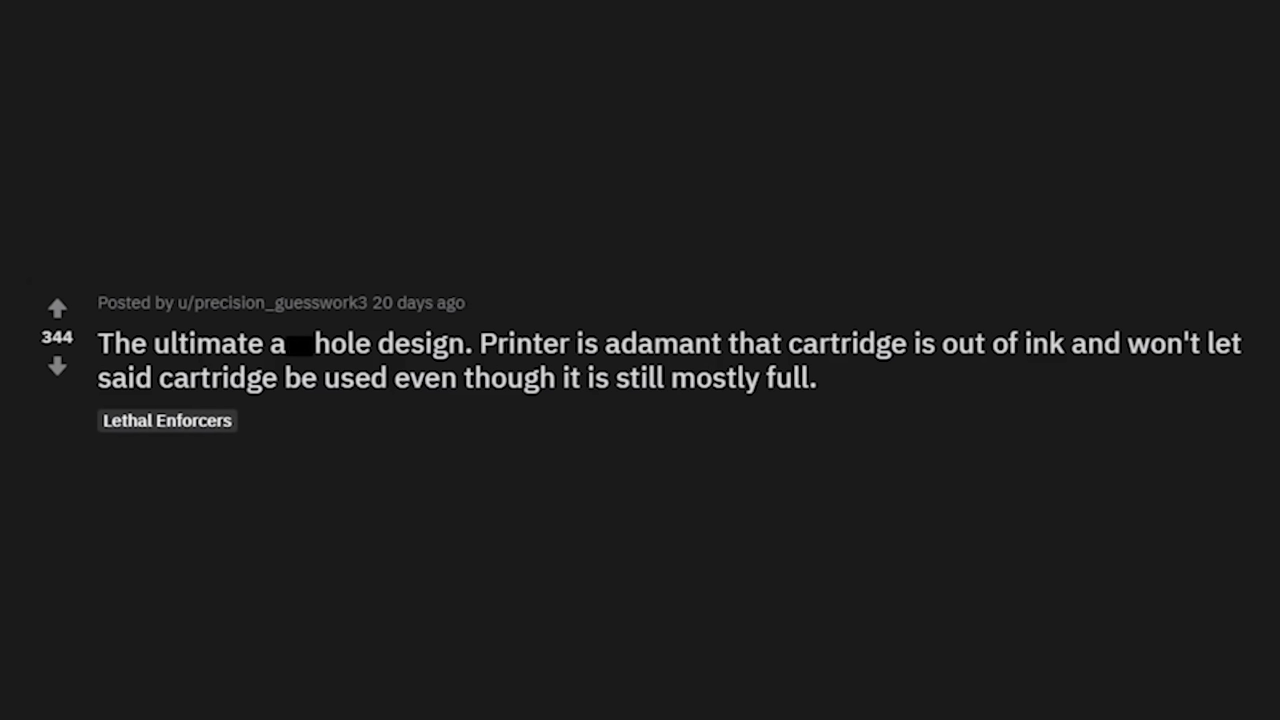 Posted by u/precision_guesswork3 20 days ago
344
The ultimate a hole design. Printer is adamant that cartridge is out of ink and won't let
said cartridge be used even though it is still mostly full.
Lethal Enforcers